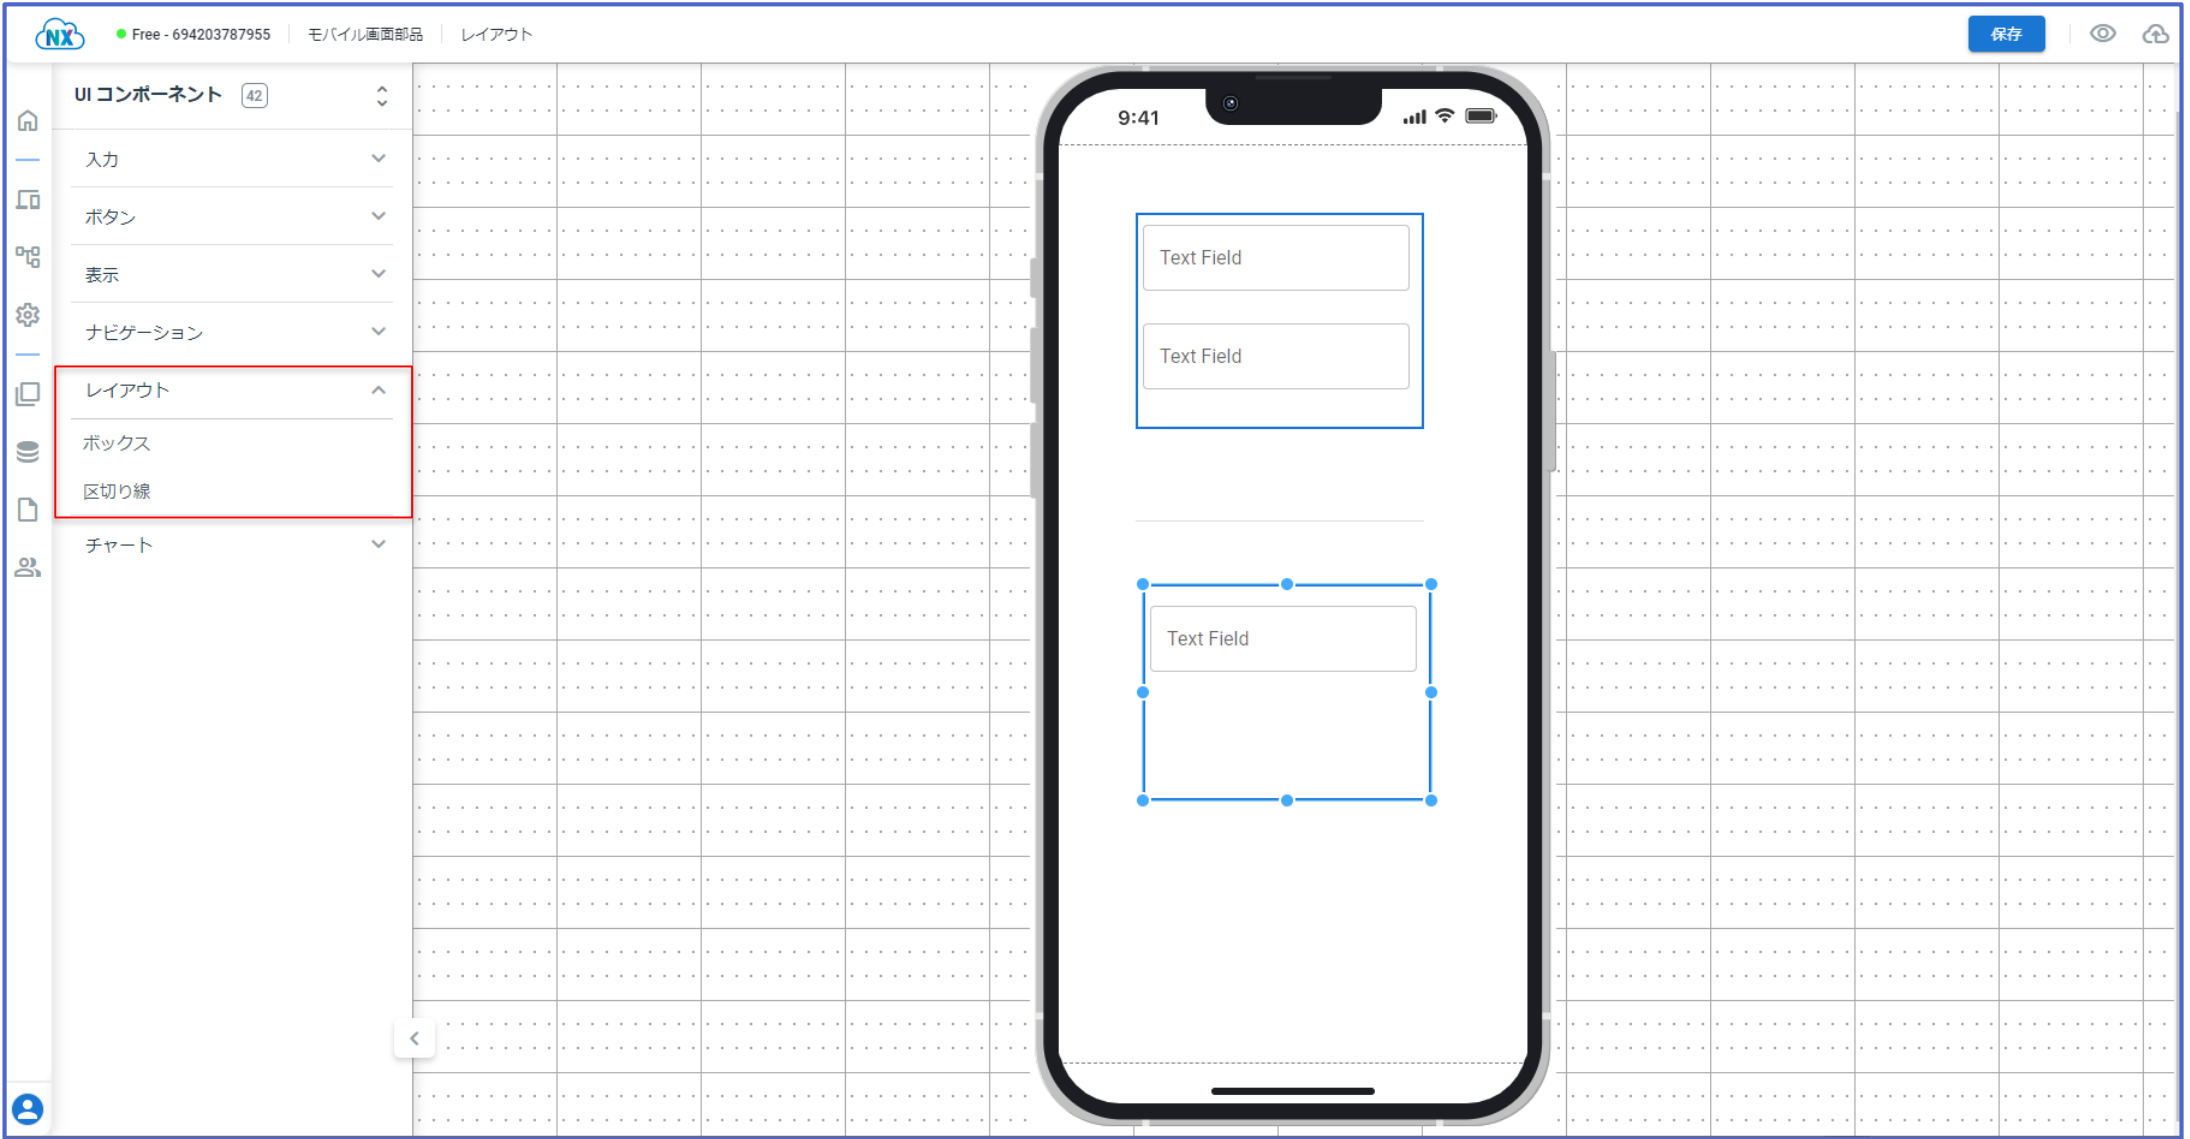 NX
Free - 694203787955
モバイル画面部品
レイアウト
保存
UI コンポーネント
42
入力
ボタン
表示
ナビゲーション
レイアウト
ボックス
区切り線
チャート
9:41
Text Field
Text Field
Text Field